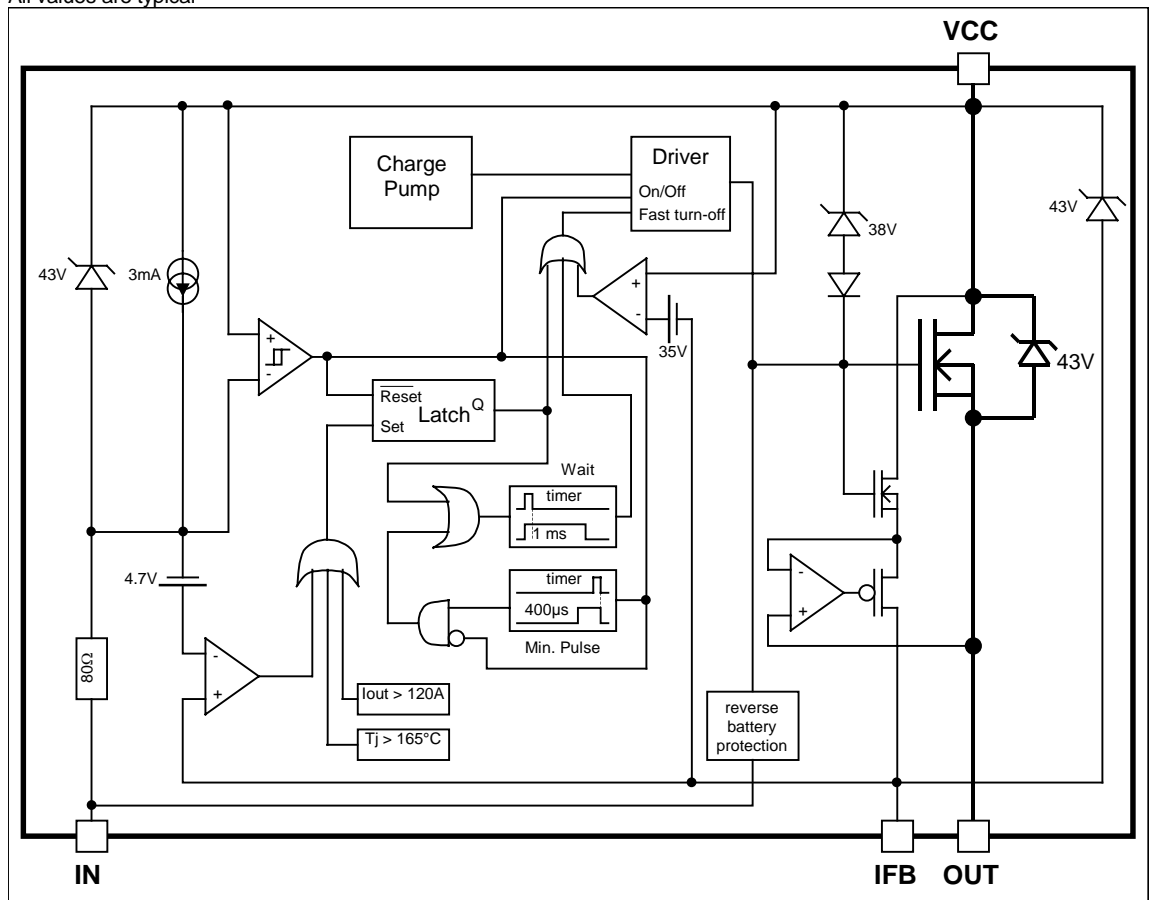 All values are typical
VCC
Charge
Pump
Driver
On/Off
Fast turn-off
43V
3mA
38V
43V
+
-
35V
+
-
43V
Reset
Latch
Q
Set
Wait
timer
1 ms
4.7V
timer
400µs
Min. Pulse
-
+
80Ω
-
+
Iout > 120A
Tj > 165°C
reverse
battery
protection
IN
IFB
OUT